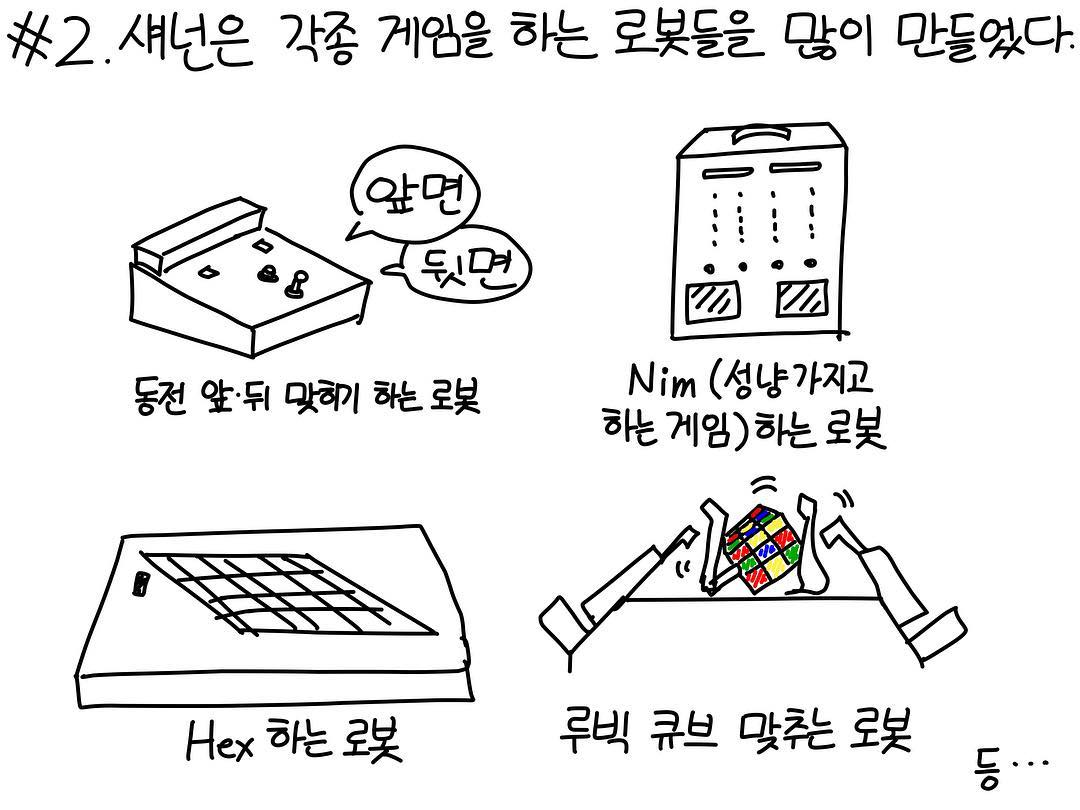 #2. 섀넌은 각종 게임을 하는 로봇들을 많이 만들었다.
앞면
뒷면
동전 앞·뒤 맞히기 하는 로봇
Nim (성냥 가지고
하는 게임) 하는 로봇
Hex 하는 로봇
루빅 큐브 맞추는 로봇
등...